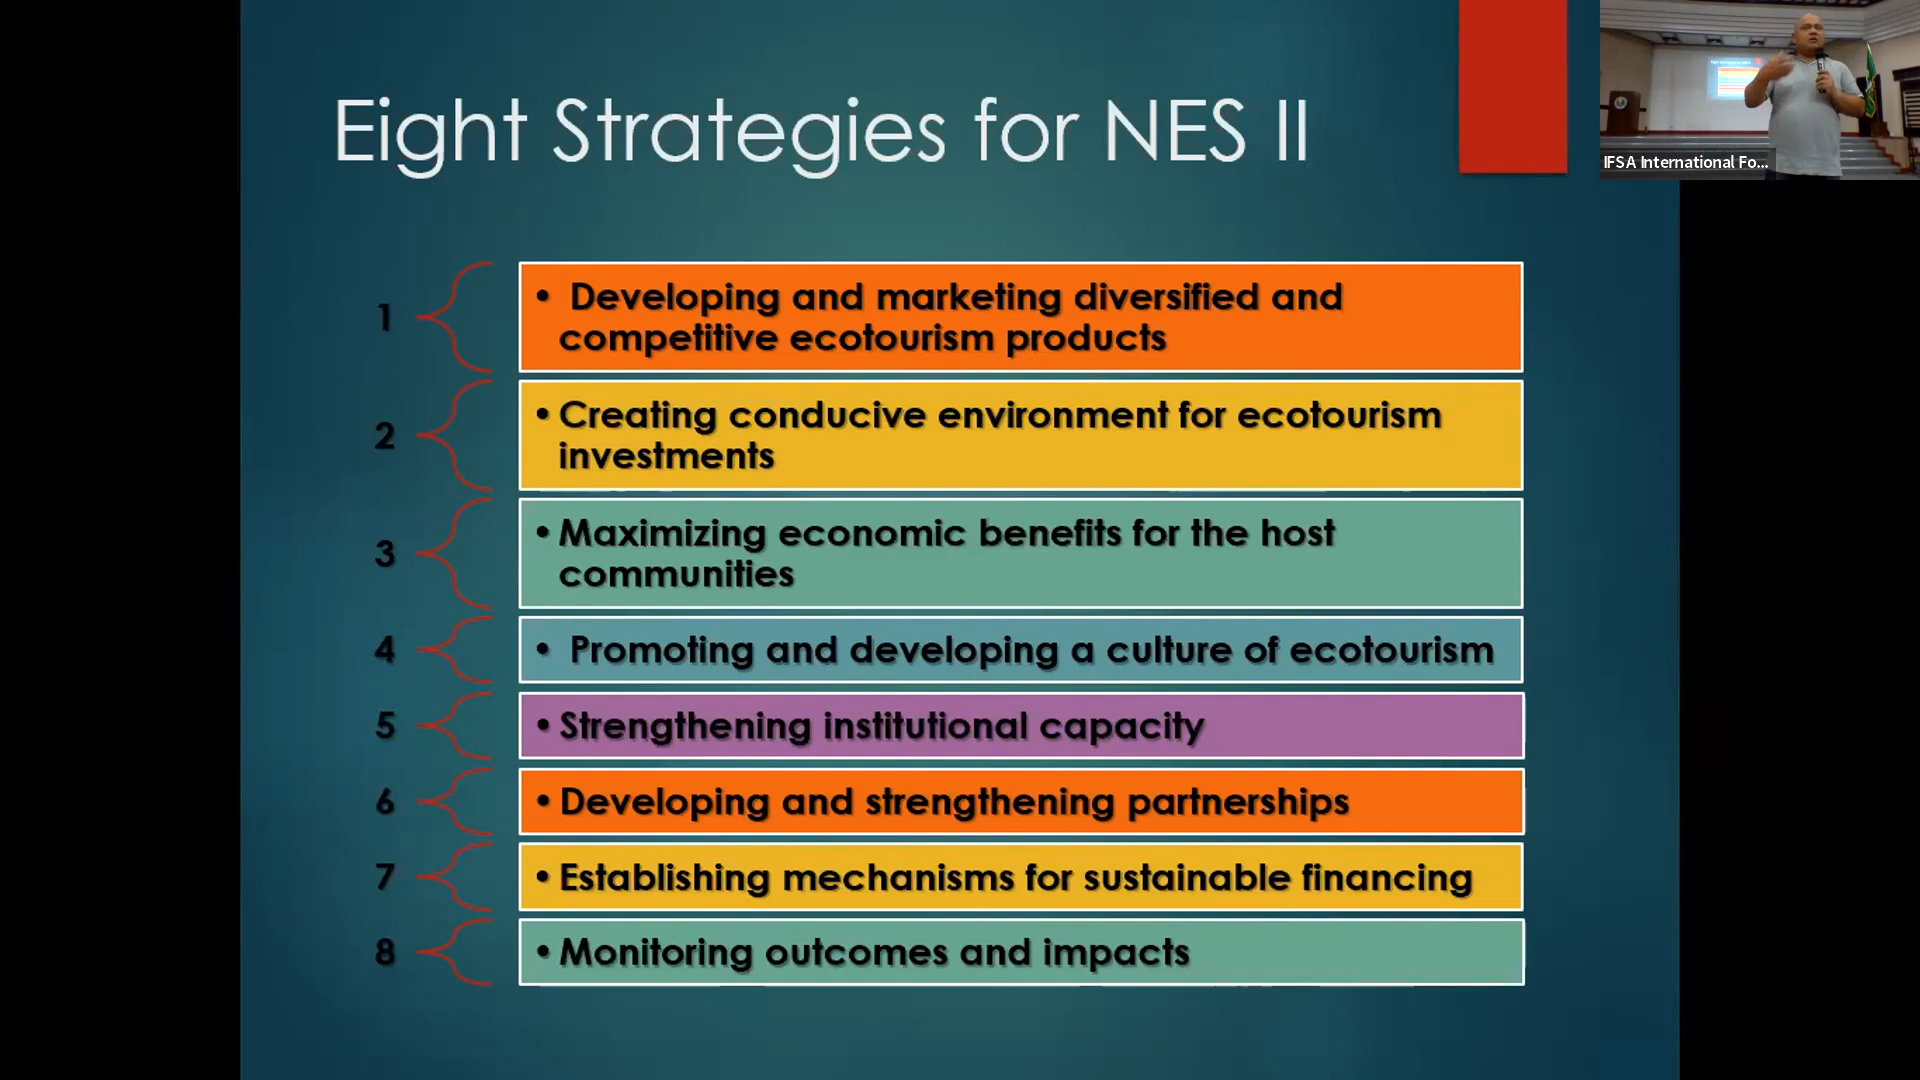 Eight Strategies for NES II
IFSA International Fo...
1
• Developing and marketing diversified and
competitive ecotourism products
2
• Creating conducive environment for ecotourism
investments
3
• Maximizing economic benefits for the host
communities
4
• Promoting and developing a culture of ecotourism
5
• Strengthening institutional capacity
6
• Developing and strengthening partnerships
7
• Establishing mechanisms for sustainable financing
8
• Monitoring outcomes and impacts